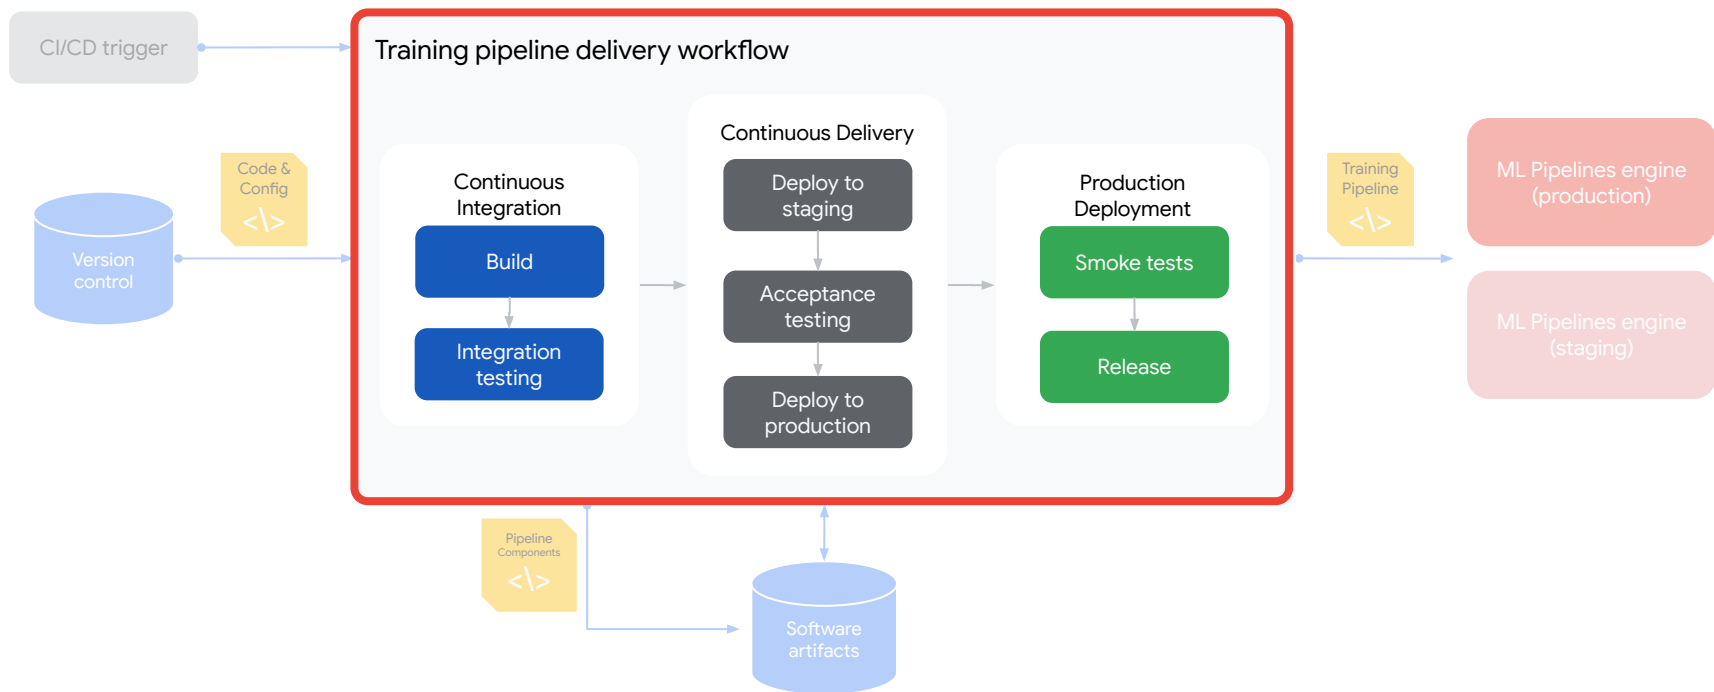 CI/CD trigger
Training pipeline delivery workflow
Code &
Config
</>
Version
control
Continuous
Integration
Build
Integration
testing
Continuous Delivery
Deploy to
staging
Acceptance
testing
Deploy to
production
Production
Deployment
Smoke tests
Release
Training
Pipeline
</>
ML Pipelines engine
(production)
ML Pipelines engine
(staging)
Pipeline
Components
</>
Software
artifacts